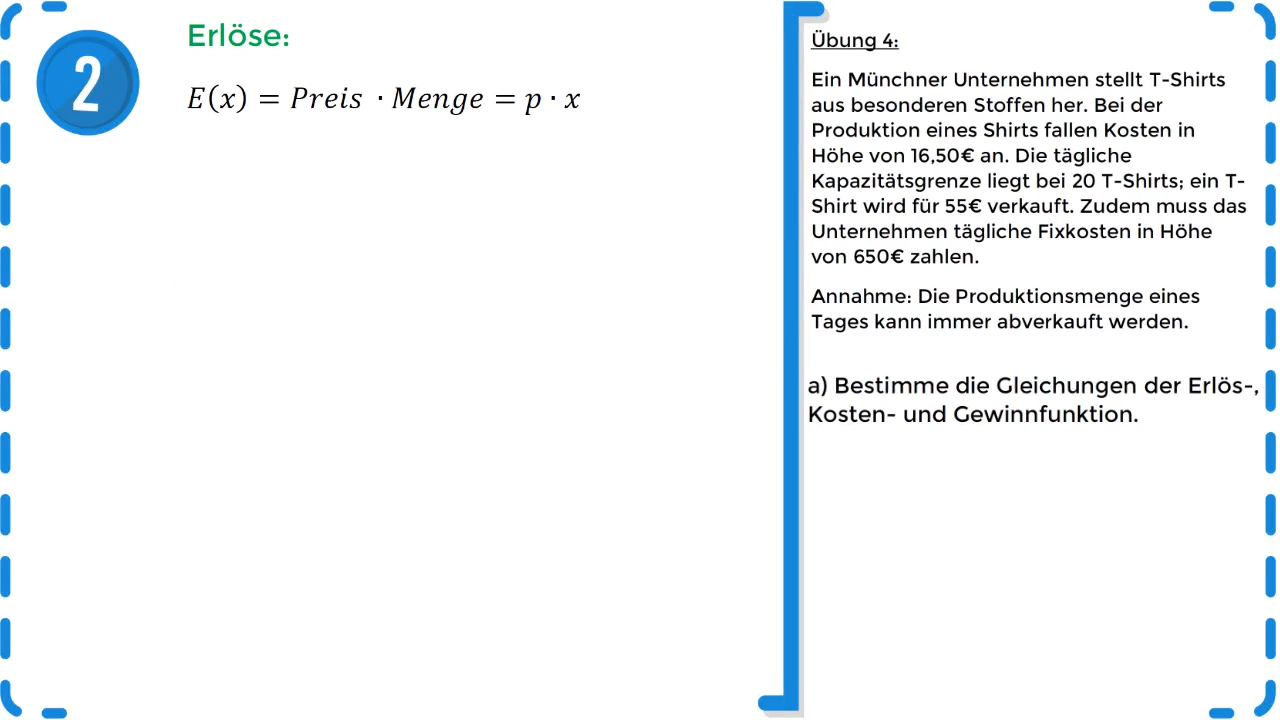 2
Erlöse:
E(x) = Preis · Menge = p · x
Übung 4:
Ein Münchner Unternehmen stellt T-Shirts
aus besonderen Stoffen her. Bei der
Produktion eines Shirts fallen Kosten in
Höhe von 16,50€ an. Die tägliche
Kapazitätsgrenze liegt bei 20 T-Shirts; ein T-
Shirt wird für 55€ verkauft. Zudem muss das
Unternehmen tägliche Fixkosten in Höhe
von 650€ zahlen.
Annahme: Die Produktionsmenge eines
Tages kann immer abverkauft werden.
a) Bestimme die Gleichungen der Erlös-,
Kosten- und Gewinnfunktion.